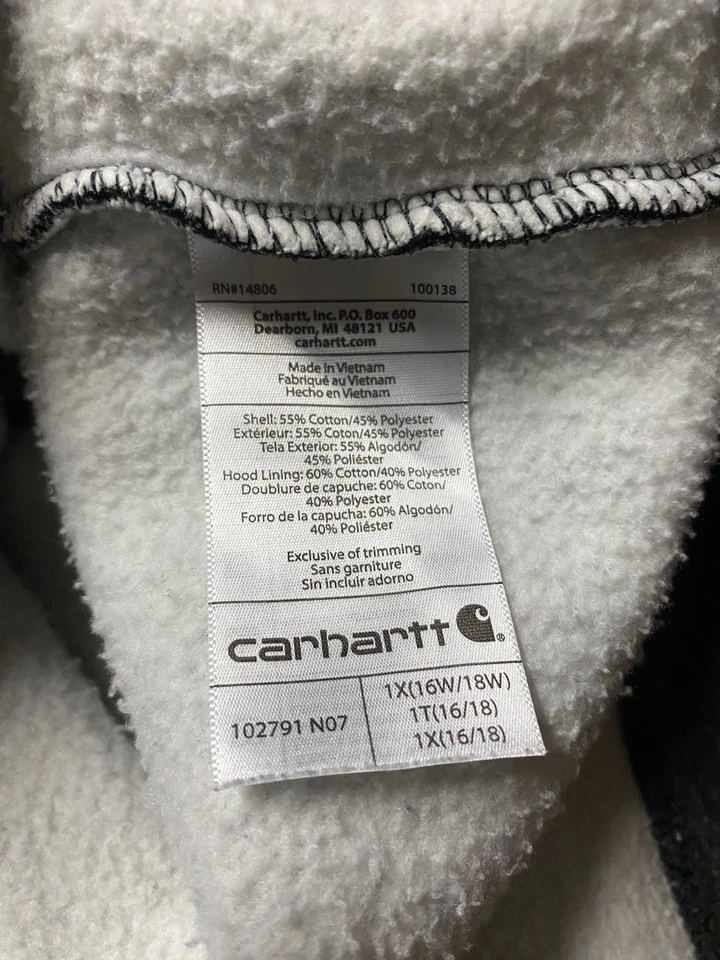 RN#14806 100138
Carhartt, Inc. P.O. Box 600
Dearborn, MI 48121 USA
carhartt.com
Made in Vietnam
Fabriqué au Vietnam
Hecho en Vietnam
Shell: 55% Cotton/45% Polyester
Extérieur: 55% Coton/45% Polyester
Tela Exterior: 55% Algodón/
45% Poliéster
Hood Lining: 60% Cotton/40% Polyester
Doublure de capuche: 60% Coton/
40% Polyester
Forro de la capucha: 60% Algodón/
40% Poliéster
Exclusive of trimming
Sans garniture
Sin incluir adorno
carhartt ®
102791 N07
1X(16W/18W)
1T(16/18)
1X(16/18)